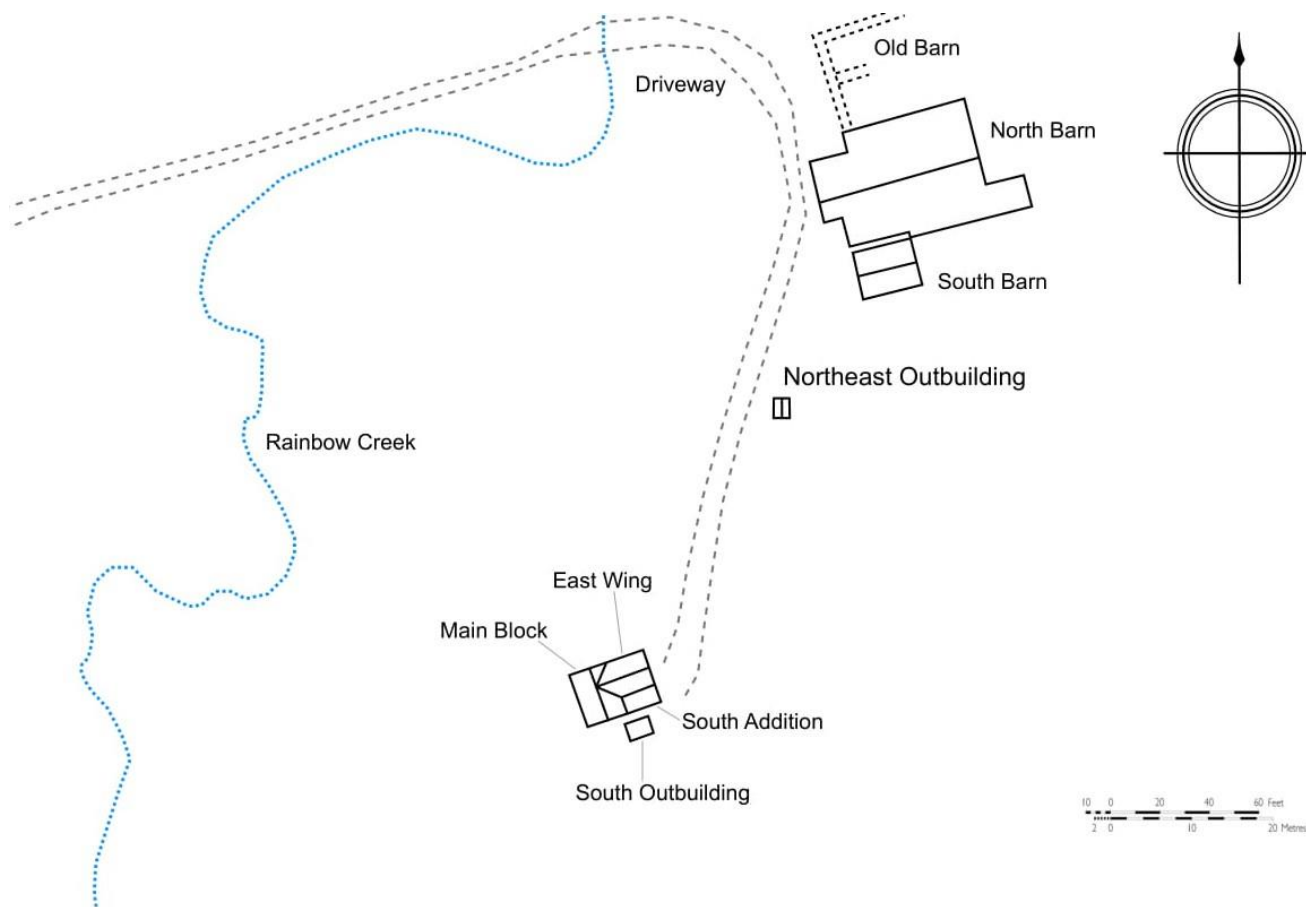 Old Barn
Driveway
North Barn
South Barn
Northeast Outbuilding
Rainbow Creek
East Wing
Main Block
South Addition
South Outbuilding
10 0 20 40 60 Feet
2 0 10 20 Metres